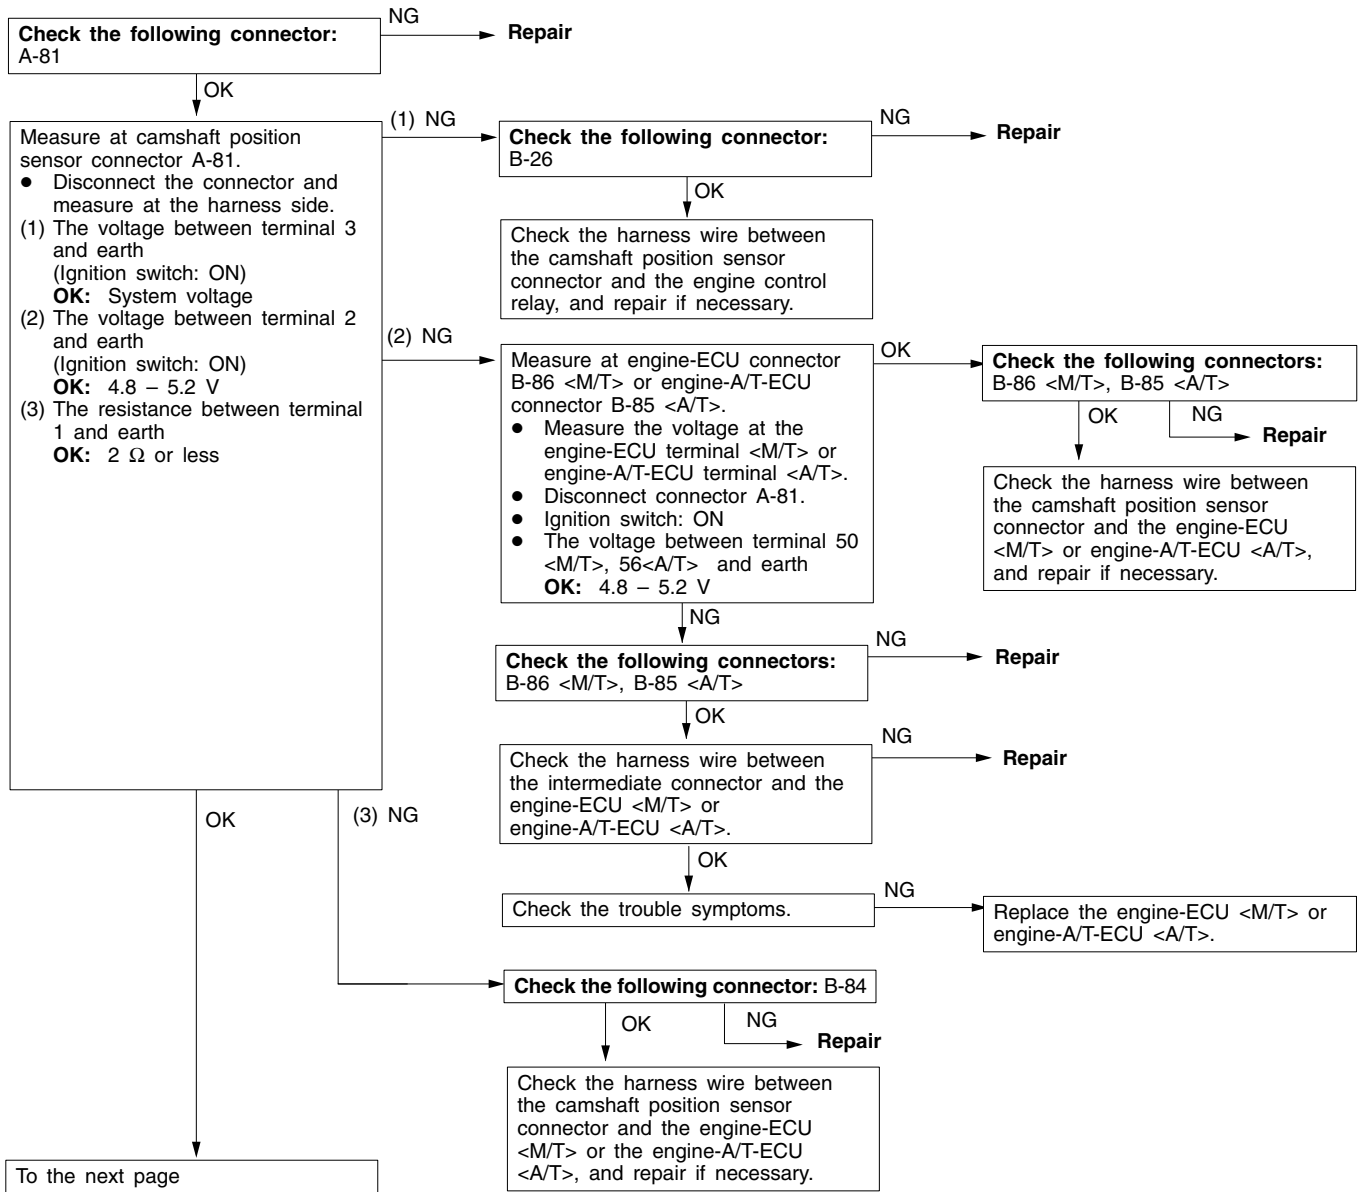 Check the following connector:
A-81
NG
Repair
OK
Measure at camshaft position
sensor connector A-81.
● Disconnect the connector and
measure at the harness side.
(1) The voltage between terminal 3
and earth
(Ignition switch: ON)
OK: System voltage
(2) The voltage between terminal 2
and earth
(Ignition switch: ON)
OK: 4.8 – 5.2 V
(3) The resistance between terminal
1 and earth
OK: 2 Ω or less
(1) NG
Check the following connector:
B-26
NG
Repair
OK
Check the harness wire between
the camshaft position sensor
connector and the engine control
relay, and repair if necessary.
(2) NG
Measure at engine-ECU connector
B-86 <M/T> or engine-A/T-ECU
connector B-85 <A/T>.
● Measure the voltage at the
engine-ECU terminal <M/T> or
engine-A/T-ECU terminal <A/T>.
● Disconnect connector A-81.
● Ignition switch: ON
● The voltage between terminal 50
<M/T>, 56<A/T> and earth
OK: 4.8 – 5.2 V
OK
Check the following connectors:
B-86 <M/T>, B-85 <A/T>
OK
NG
Repair
Check the harness wire between
the camshaft position sensor
connector and the engine-ECU
<M/T> or engine-A/T-ECU <A/T>,
and repair if necessary.
NG
Check the following connectors:
B-86 <M/T>, B-85 <A/T>
NG
Repair
OK
Check the harness wire between
the intermediate connector and the
engine-ECU <M/T> or
engine-A/T-ECU <A/T>.
NG
Repair
OK
Check the trouble symptoms.
NG
Replace the engine-ECU <M/T> or
engine-A/T-ECU <A/T>.
OK
(3) NG
Check the following connector: B-84
OK
NG
Repair
Check the harness wire between
the camshaft position sensor
connector and the engine-ECU
<M/T> or the engine-A/T-ECU
<A/T>, and repair if necessary.
To the next page